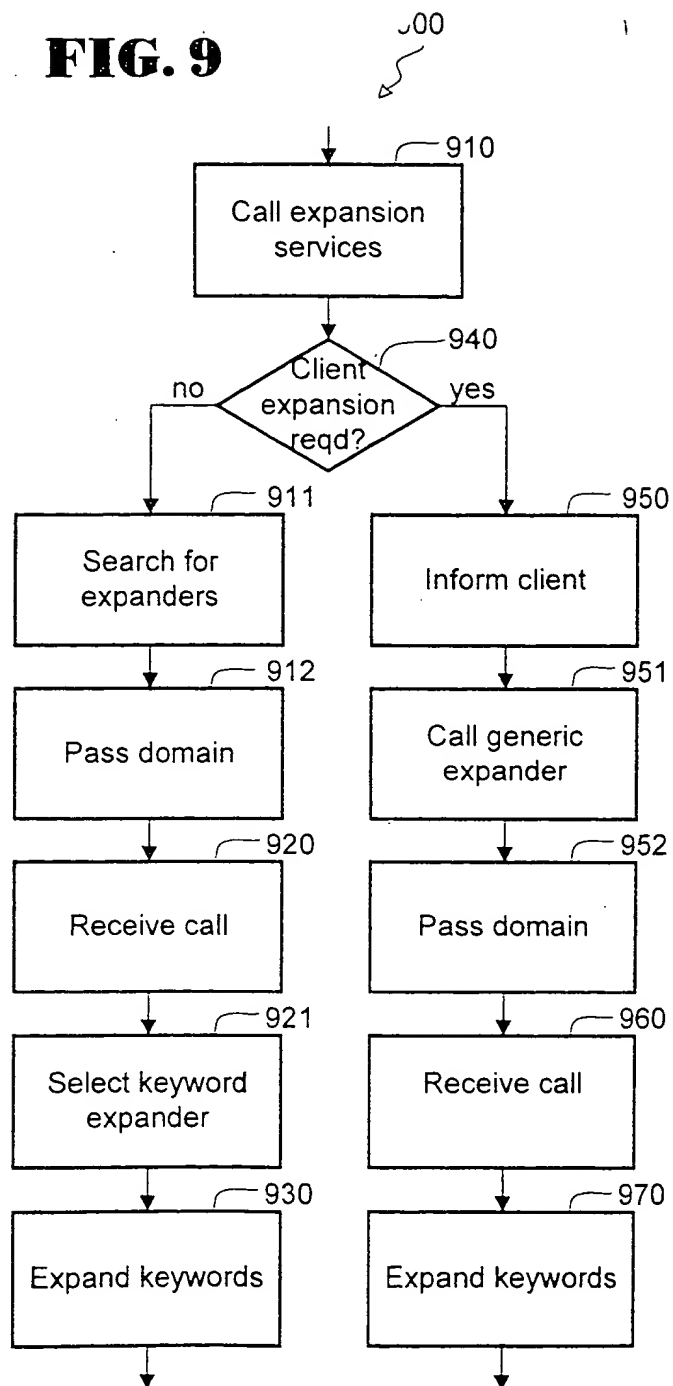 FIG. 9
00
910
Call expansion
services
940
Client
expansion
reqd?
no
yes
911
Search for
expanders
950
Inform client
912
Pass domain
951
Call generic
expander
920
Receive call
952
Pass domain
921
Select keyword
expander
960
Receive call
930
Expand keywords
970
Expand keywords